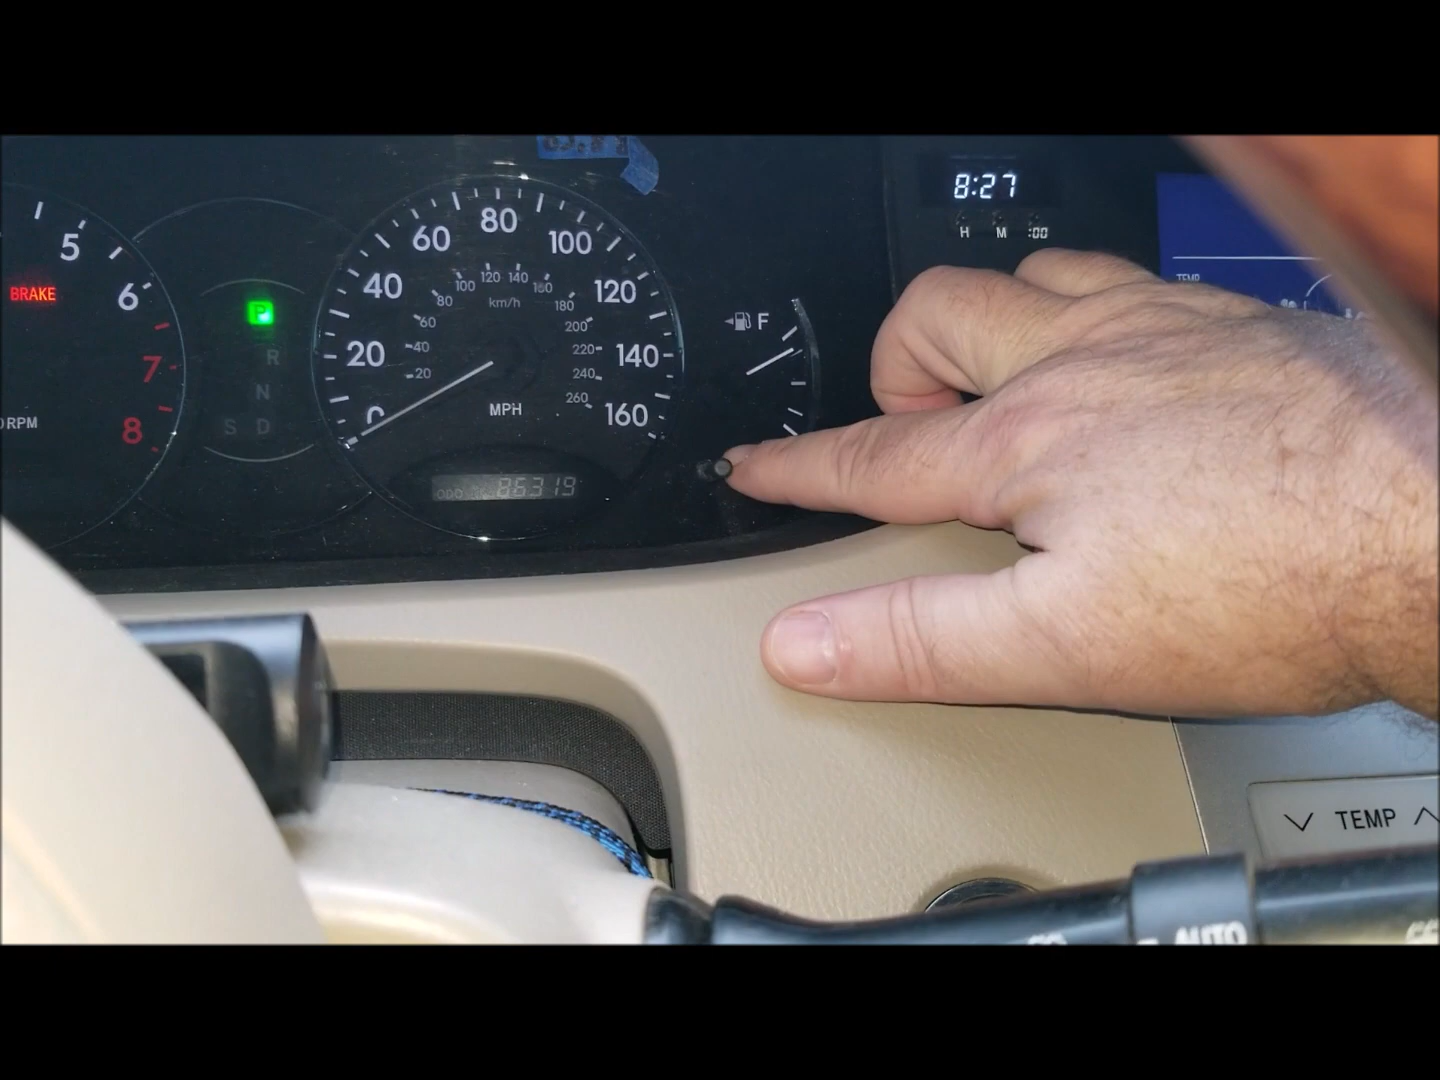 8:27
H M :00
TEMP
5
6
7
8
BRAKE
P
R
N
S D
0 20 40 60 80 100 120 140 160
20 40 60 80 100 120 140 160 180 200 220 240 260
km/h
MPH
F
ODO 86319
RPM
TEMP
AUTO